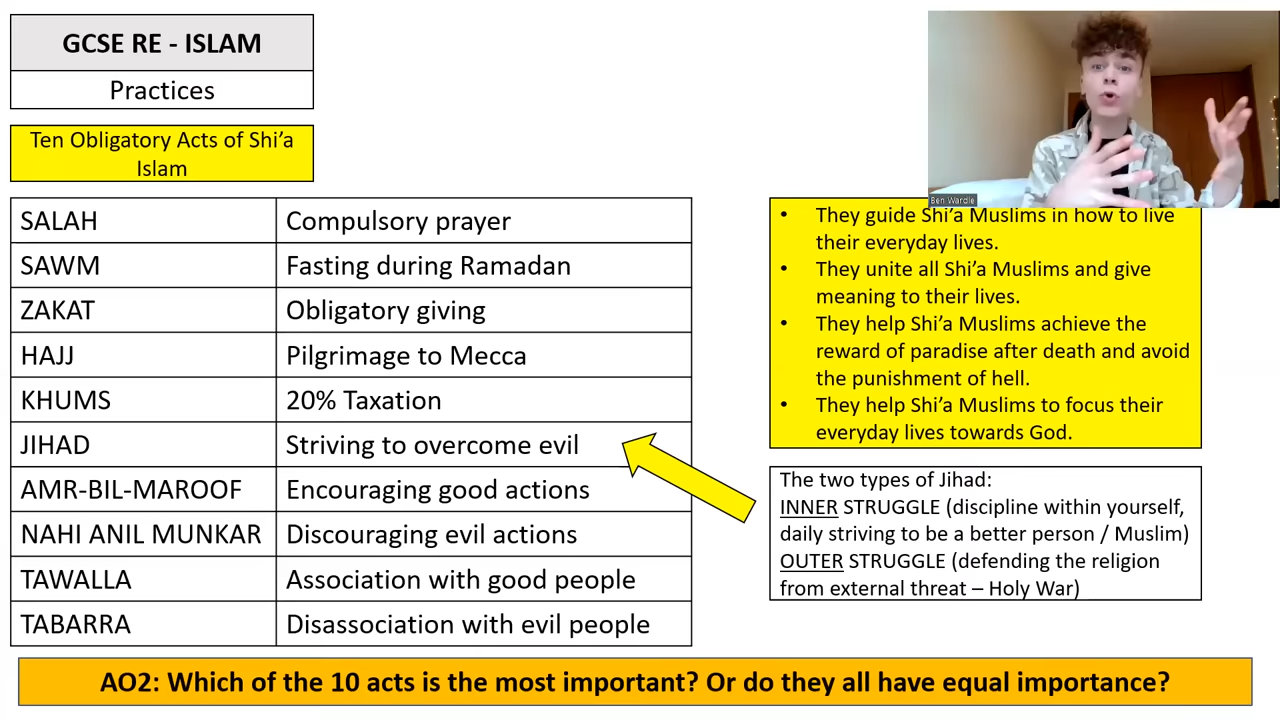 GCSE RE - ISLAM
Practices
Ten Obligatory Acts of Shi’a
Islam
SALAH Compulsory prayer
SAWM Fasting during Ramadan
ZAKAT Obligatory giving
HAJJ Pilgrimage to Mecca
KHUMS 20% Taxation
JIHAD Striving to overcome evil
AMR-BIL-MAROOF Encouraging good actions
NAHI ANIL MUNKAR Discouraging evil actions
TAWALLA Association with good people
TABARRA Disassociation with evil people
Ben Wardle
• They guide Shi’a Muslims in how to live
their everyday lives.
• They unite all Shi’a Muslims and give
meaning to their lives.
• They help Shi’a Muslims achieve the
reward of paradise after death and avoid
the punishment of hell.
• They help Shi’a Muslims to focus their
everyday lives towards God.
The two types of Jihad:
INNER STRUGGLE (discipline within yourself,
daily striving to be a better person / Muslim)
OUTER STRUGGLE (defending the religion
from external threat – Holy War)
AO2: Which of the 10 acts is the most important? Or do they all have equal importance?